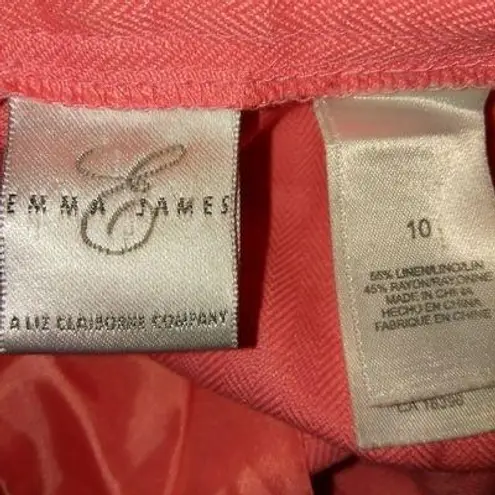 E
EMMA JAMES
A LIZ CLAIBORNE COMPANY
10
55% LINEN/LINO/LIN
45% RAYON/RAYONNE
MADE IN CHINA
HECHO EN CHINA
FABRIQUE EN CHINE